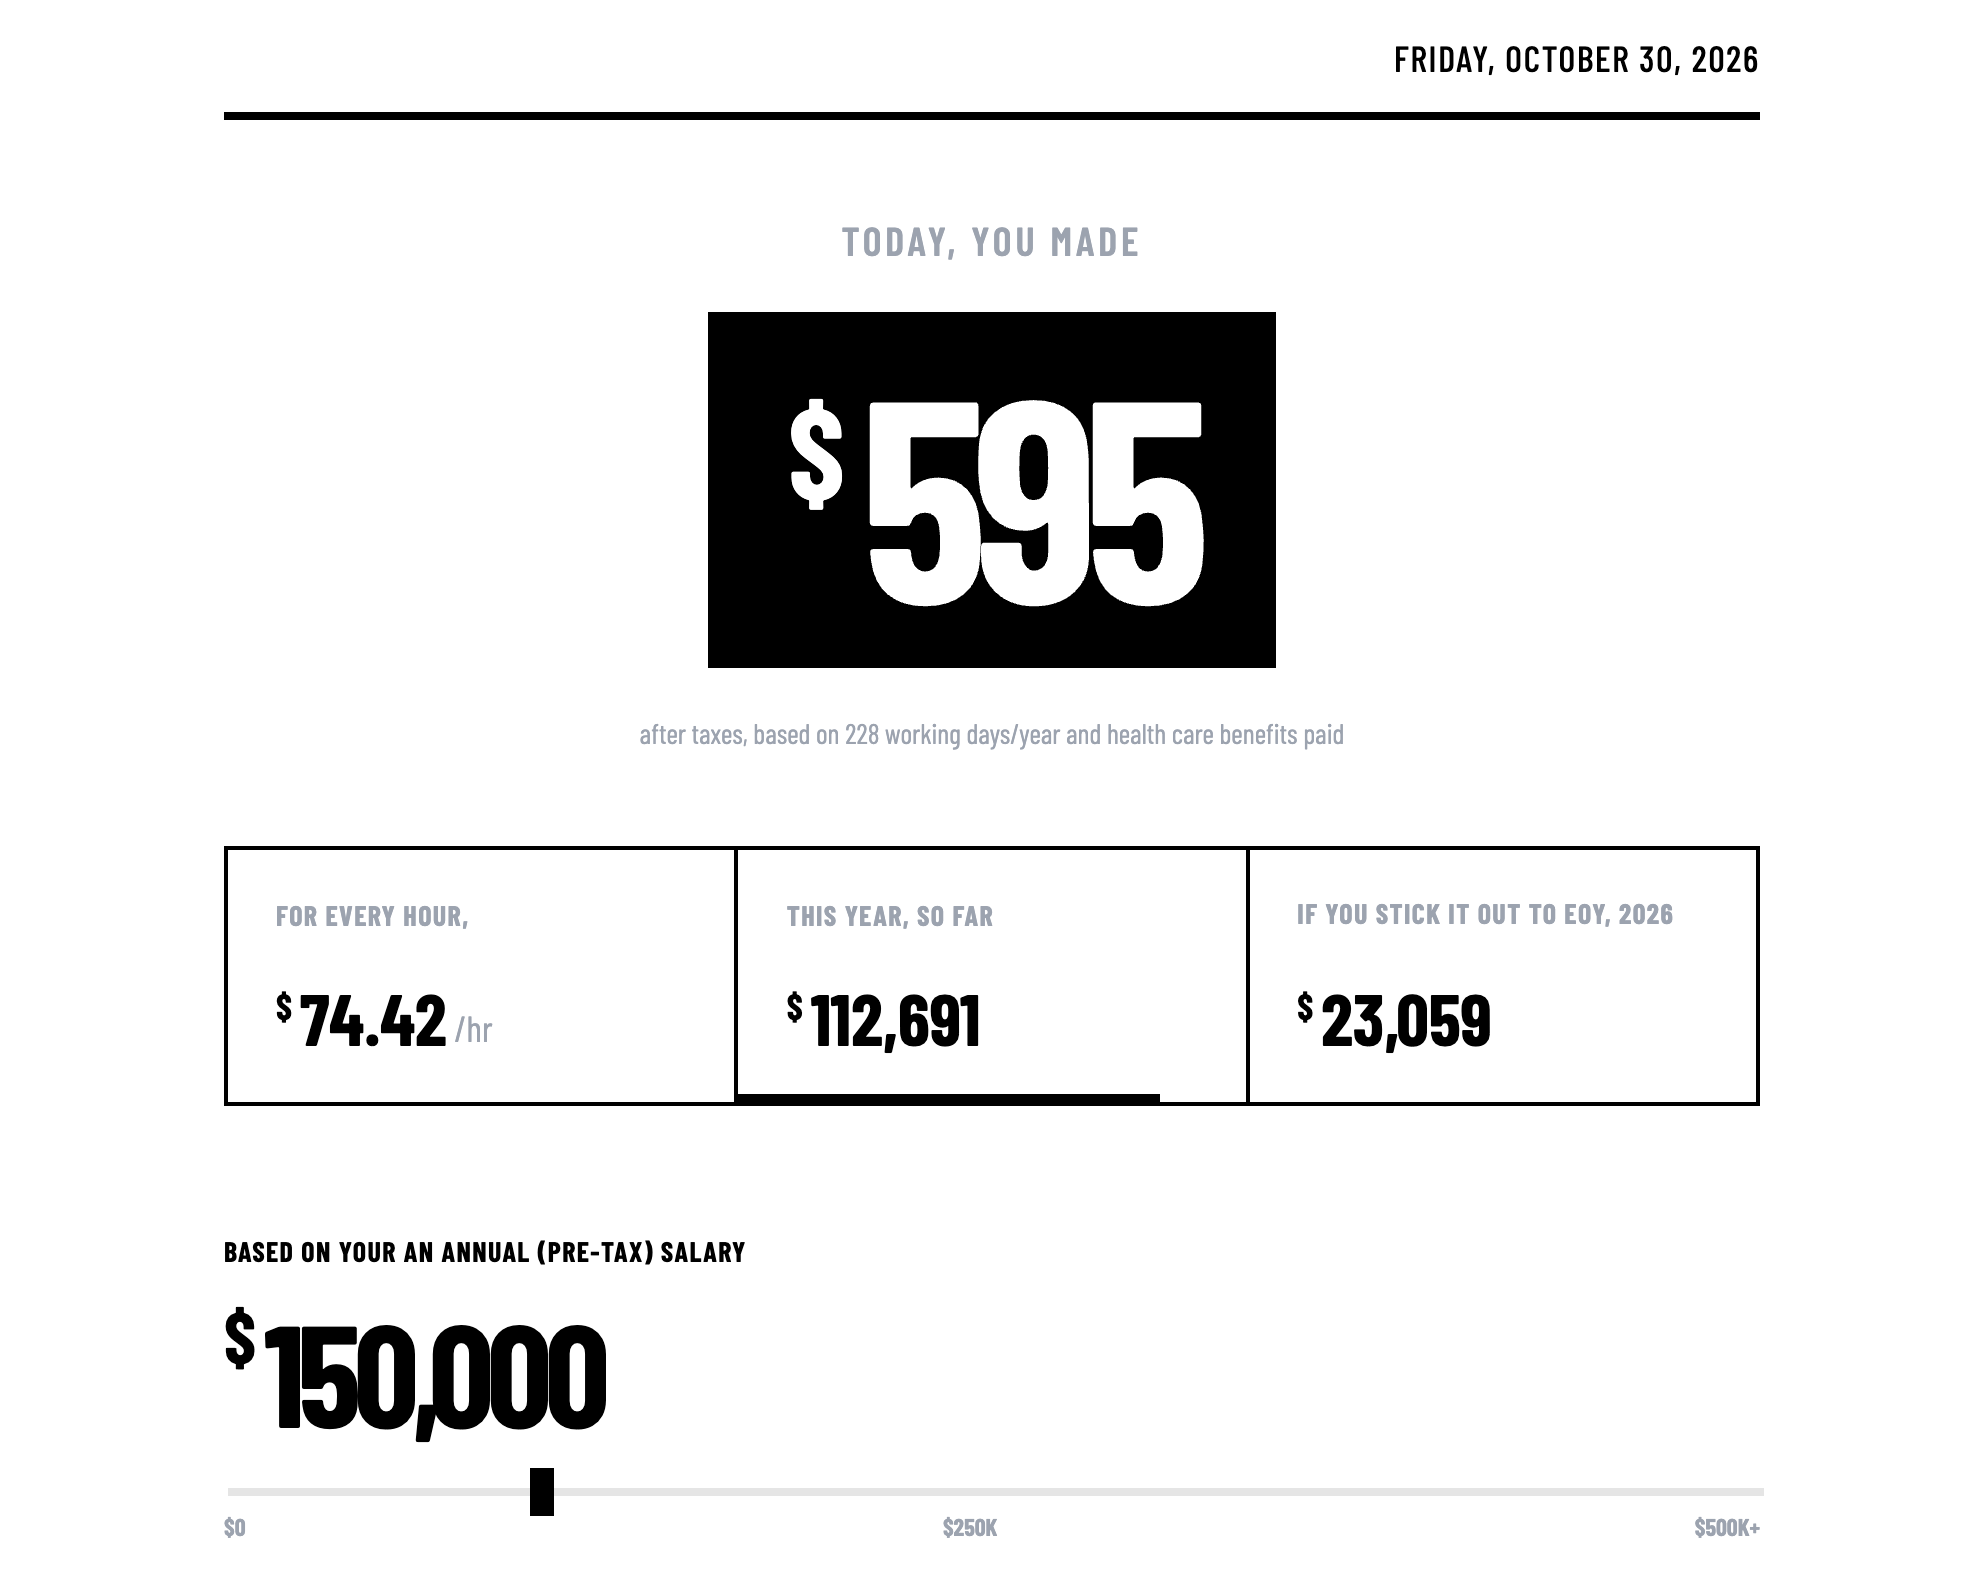 FRIDAY, OCTOBER 30, 2026
TODAY, YOU MADE
$595
after taxes, based on 228 working days/year and health care benefits paid
FOR EVERY HOUR,
$74.42 /hr
THIS YEAR, SO FAR
$112,691
IF YOU STICK IT OUT TO EOY, 2026
$23,059
BASED ON YOUR AN ANNUAL (PRE-TAX) SALARY
$150,000
$0 $250K $500K+